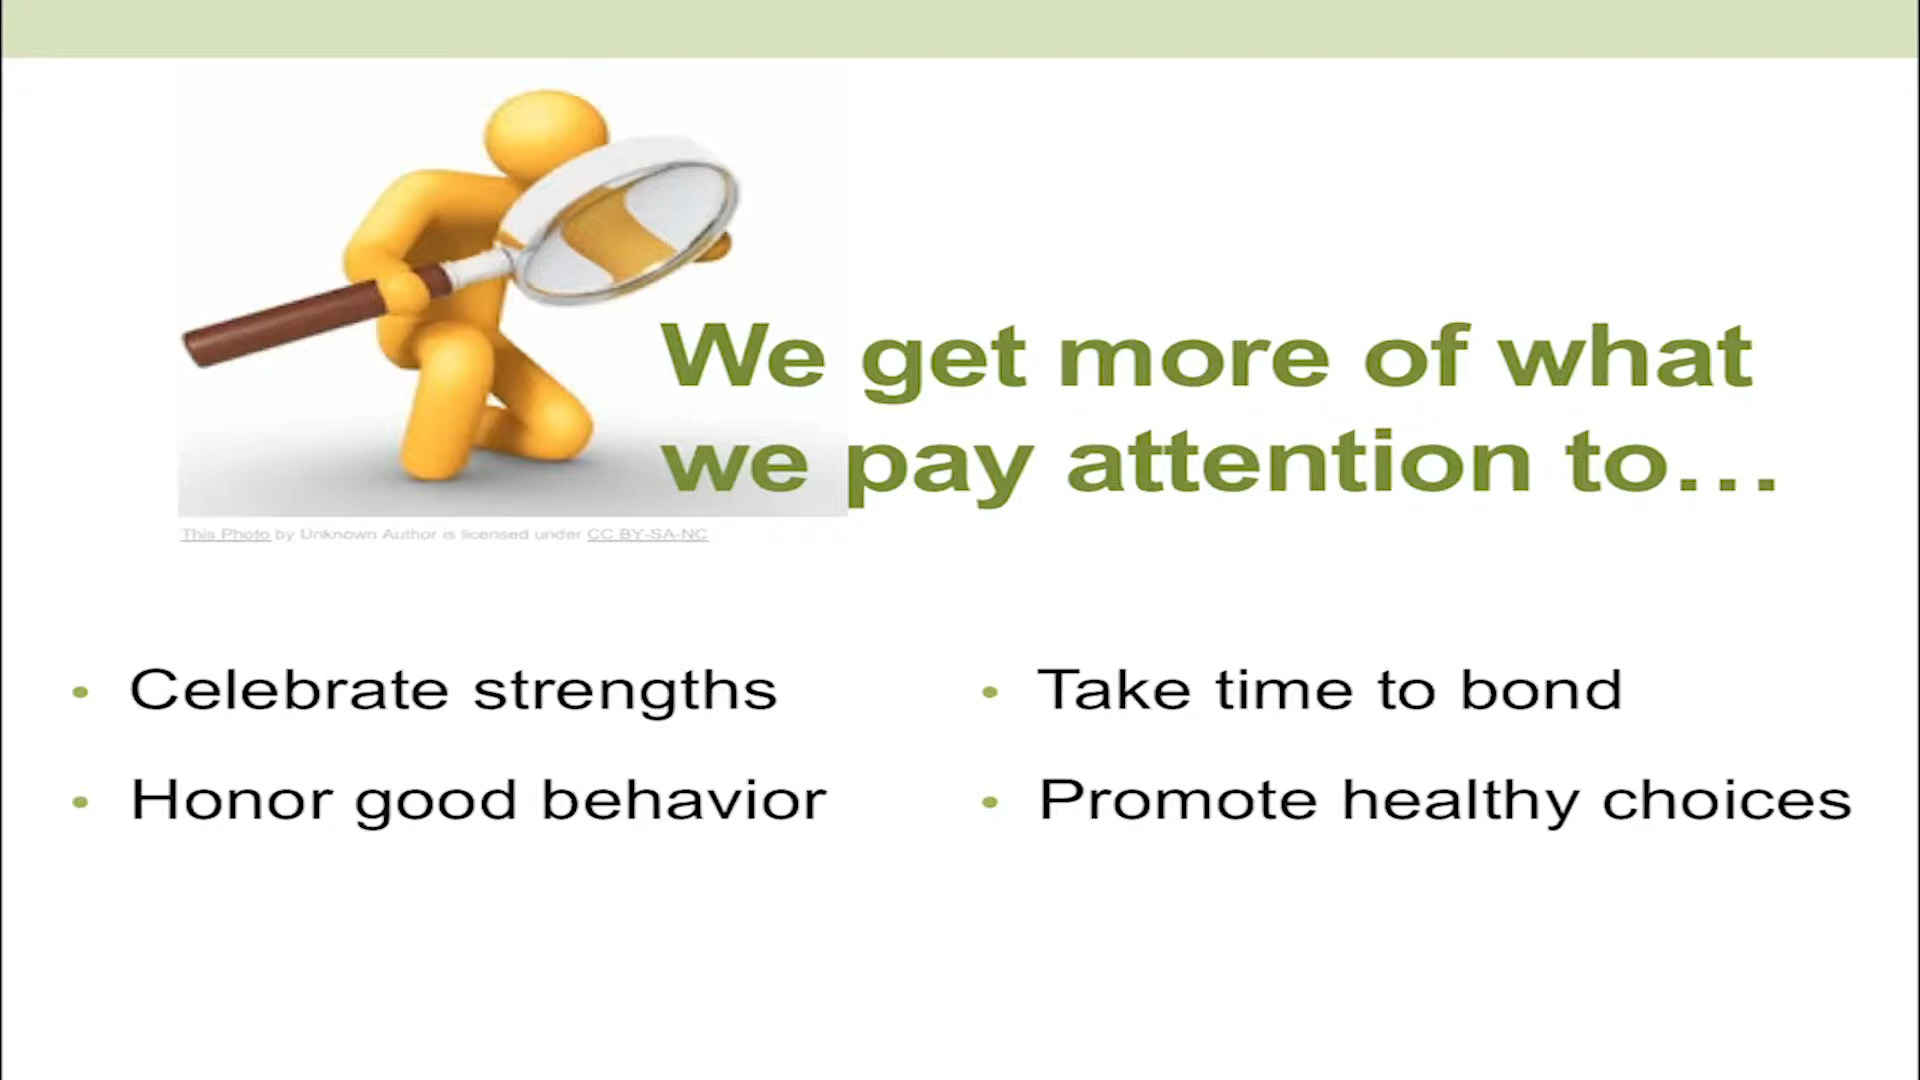 We get more of what
we pay attention to...
This Photo by Unknown Author is licensed under CC BY-SA-NC
• Celebrate strengths
• Honor good behavior
• Take time to bond
• Promote healthy choices